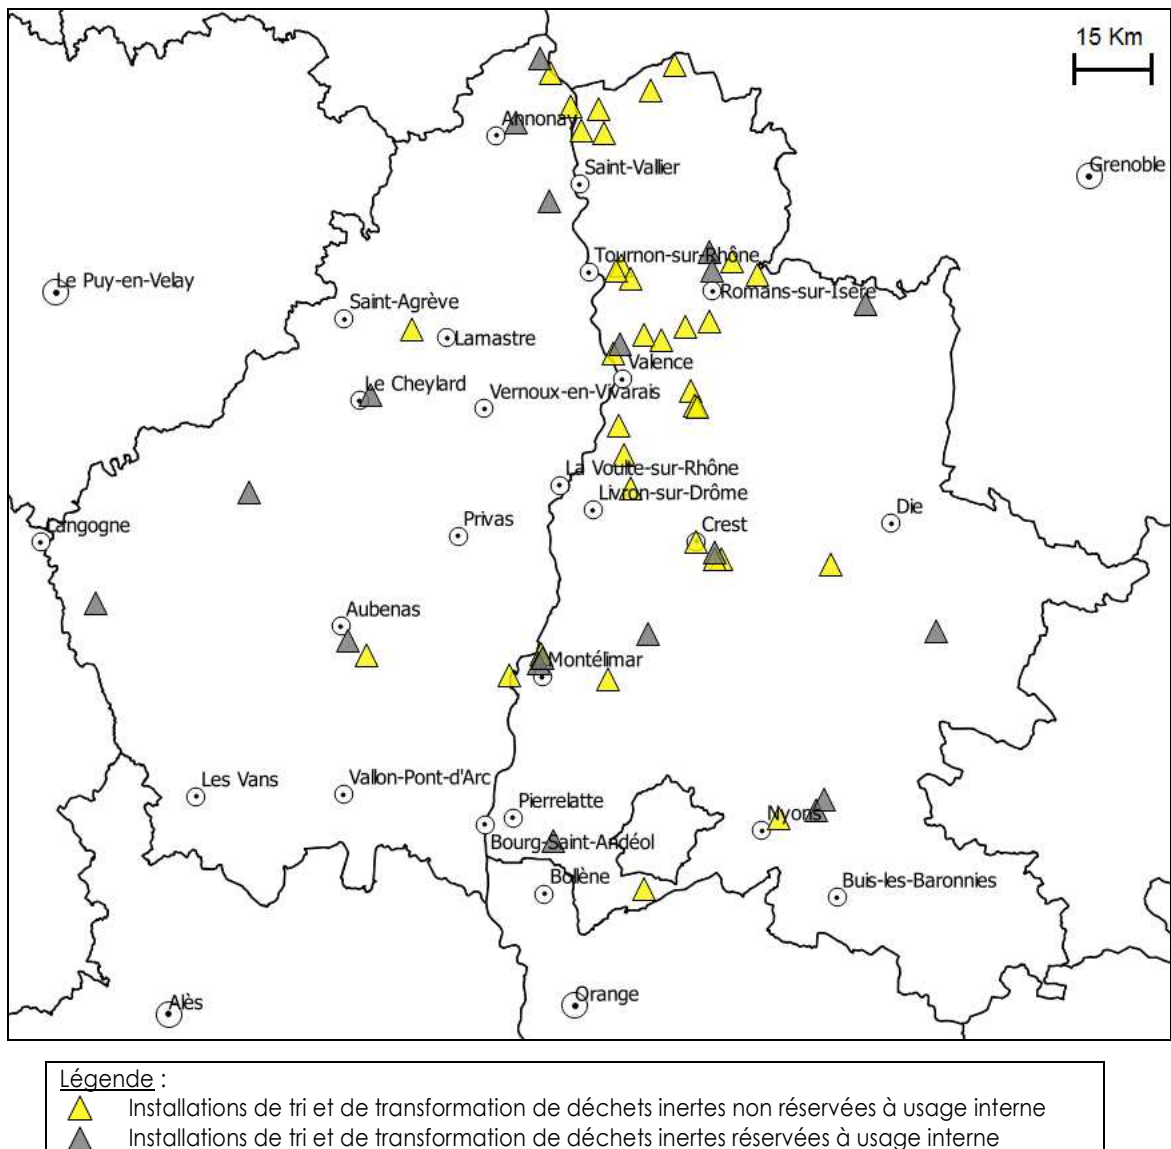 15 Km
Annonay
Saint-Vallier
Grenoble
Tournon-sur-Rhône
Le Puy-en-Velay
Romans-sur-Isère
Saint-Agrève
Lamastre
Valence
Le Cheylard
Vernoux-en-Vivarais
La Voulte-sur-Rhône
Livron-sur-Drôme
Die
Langogne
Privas
Crest
Aubenas
Montélimar
Les Vans
Vallon-Pont-d'Arc
Pierrelatte
Nyons
Bourg-Saint-Andéol
Bollène
Buis-les-Baronnies
Alès
Orange
Légende :
Installations de tri et de transformation de déchets inertes non réservées à usage interne
Installations de tri et de transformation de déchets inertes réservées à usage interne